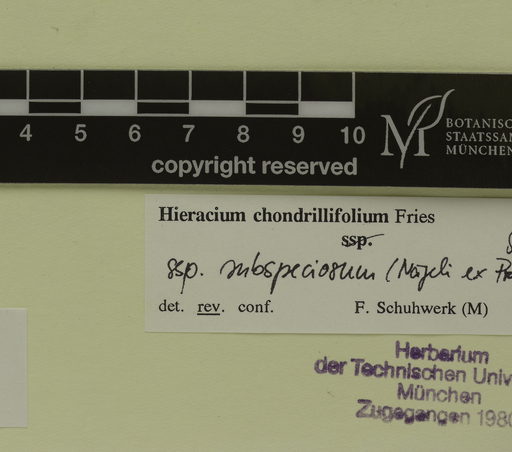 4 5 6 7 8 9 10
copyright reserved
M BOTANISC
STAATSSAM
MÜNCHEN
Hieracium chondrillifolium Fries
ssp.
ssp. subspeciosum (Nägeli ex
det. rev. conf. F. Schuhwerk (M)
Herbarium
der Technischen Univ
München
Zugegangen 1980